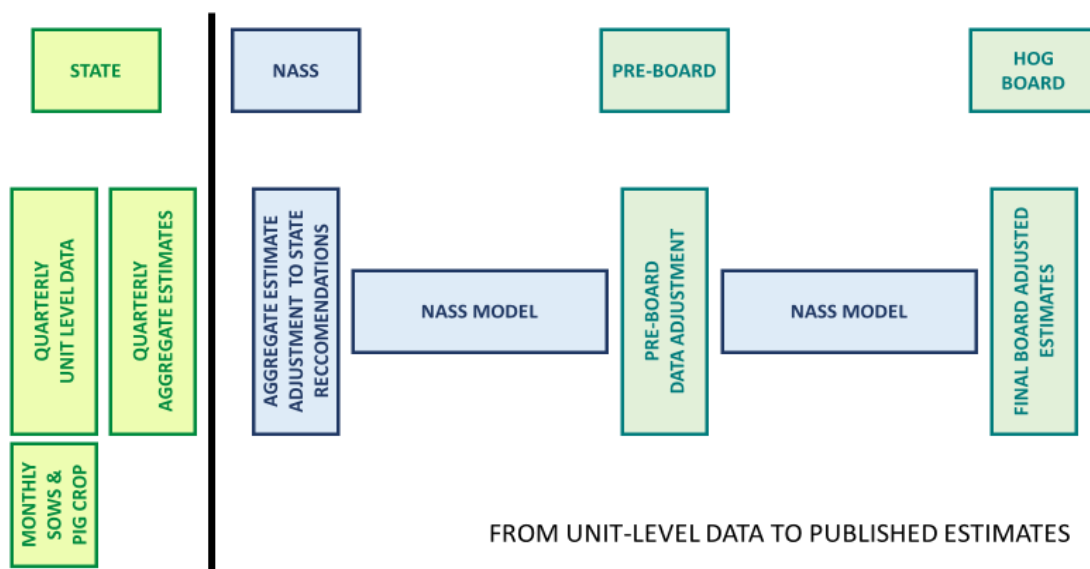 STATE
NASS
PRE-BOARD
HOG
BOARD
QUARTERLY
UNIT LEVEL DATA
QUARTERLY
AGGREGATE ESTIMATES
AGGREGATE ESTIMATE
ADJUSTMENT TO STATE
RECCOMENDATIONS
NASS MODEL
PRE-BOARD
DATA ADJUSTMENT
NASS MODEL
FINAL BOARD ADJUSTED
ESTIMATES
MONTHLY
SOWS &
PIG CROP
FROM UNIT-LEVEL DATA TO PUBLISHED ESTIMATES